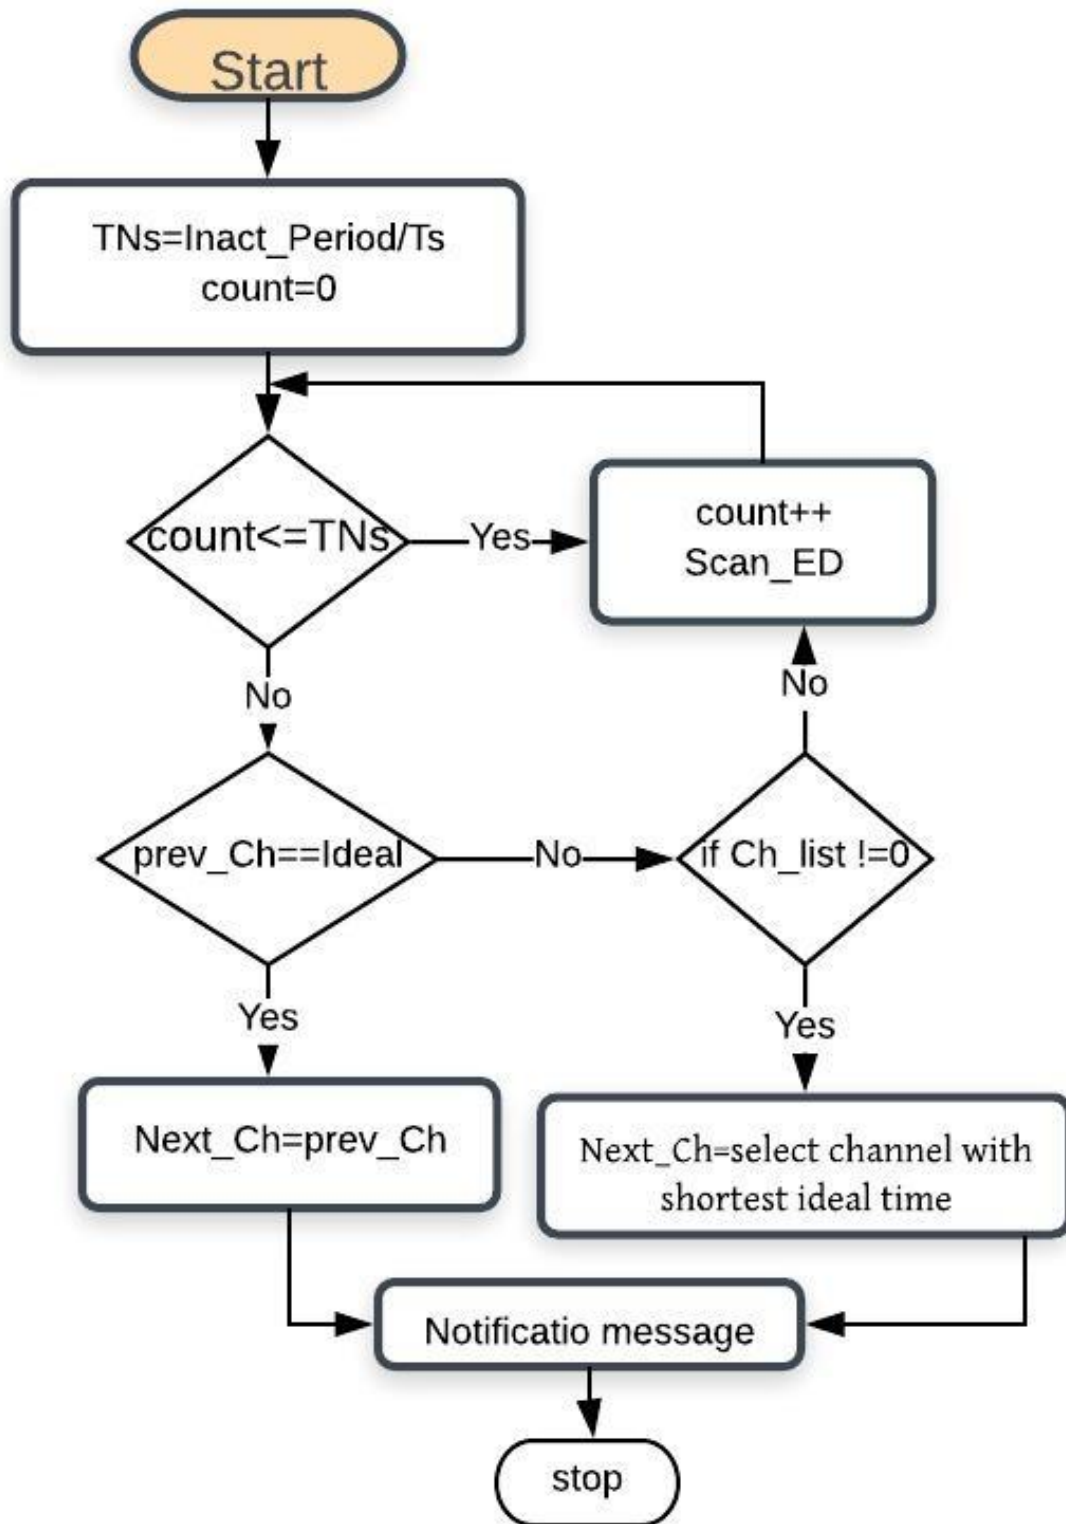 Start
TNs=Inact_Period/Ts
count=0
count<=TNs
Yes
count++
Scan_ED
No
No
prev_Ch==Ideal
No
if Ch_list !=0
Yes
Yes
Next_Ch=prev_Ch
Next_Ch=select channel with
shortest ideal time
Notificatio message
stop